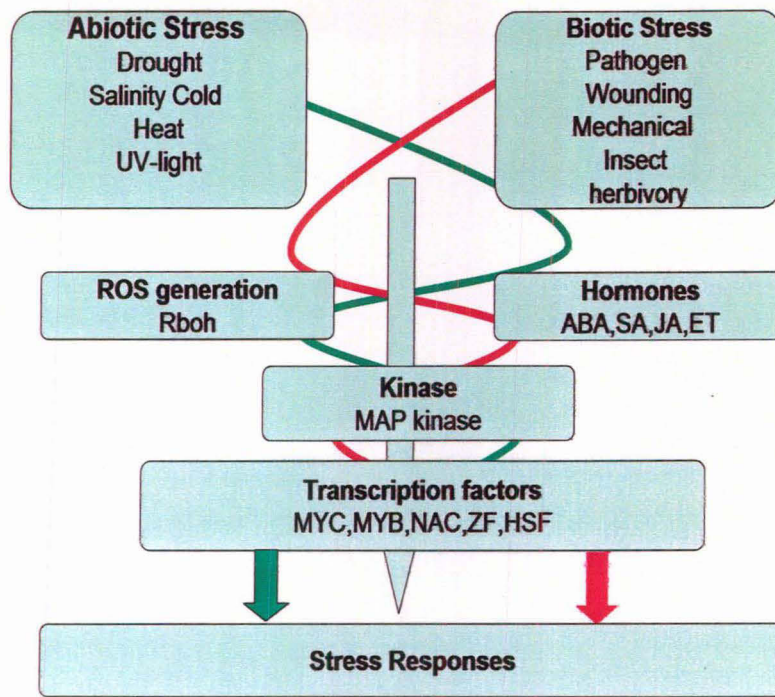 Abiotic Stress
Drought
Salinity Cold
Heat
UV-light
Biotic Stress
Pathogen
Wounding
Mechanical
Insect
herbivory
ROS generation
Rboh
Hormones
ABA,SA,JA,ET
Kinase
MAP kinase
Transcription factors
MYC,MYB,NAC,ZF,HSF
Stress Responses